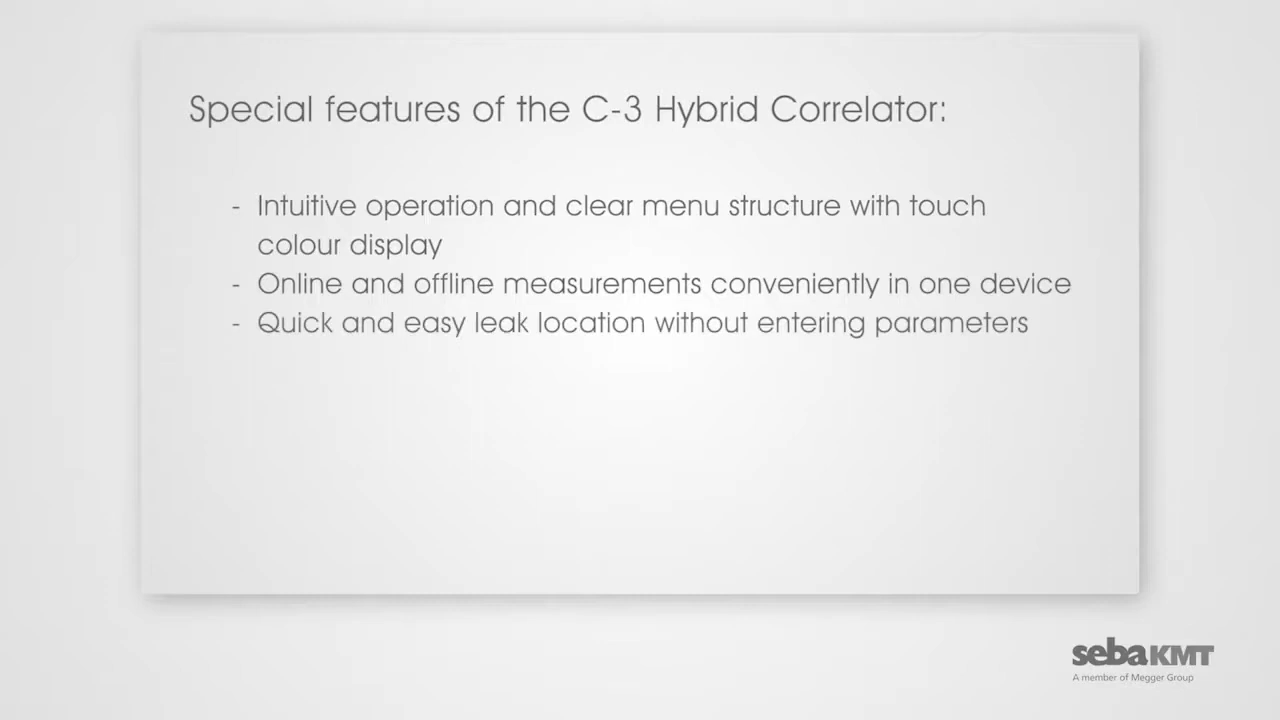 Special features of the C-3 Hybrid Correlator:
- Intuitive operation and clear menu structure with touch
colour display
- Online and offline measurements conveniently in one device
- Quick and easy leak location without entering parameters
sebaKMT
A member of Megger Group